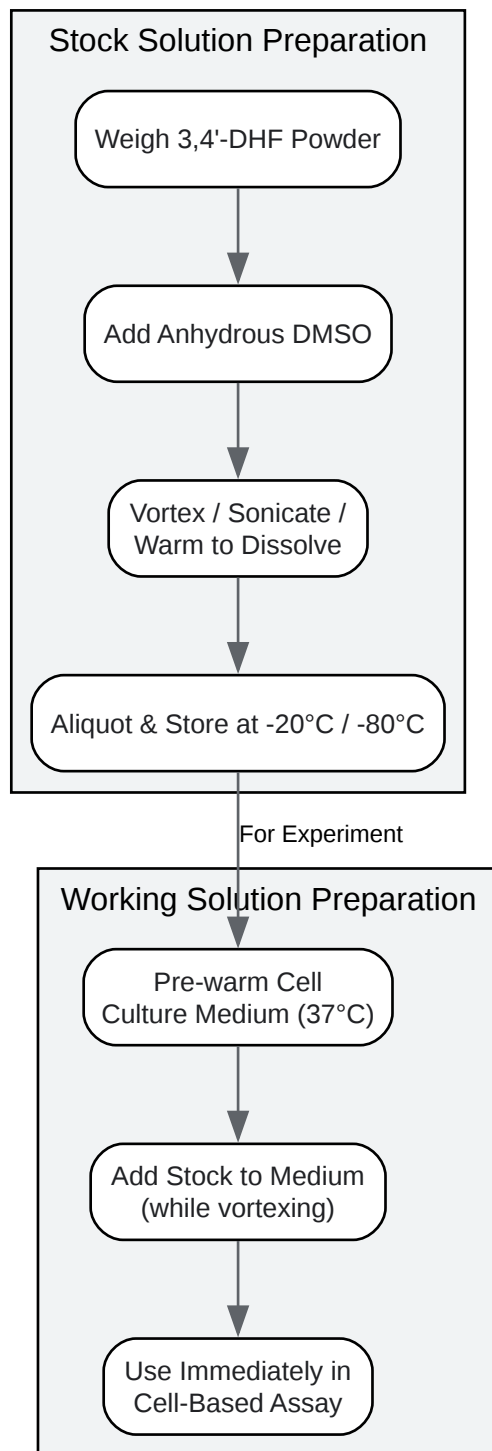 Stock Solution Preparation
Weigh 3,4'-DHF Powder
Add Anhydrous DMSO
Vortex / Sonicate /
Warm to Dissolve
Aliquot & Store at -20°C / -80°C
For Experiment
Working Solution Preparation
Pre-warm Cell
Culture Medium (37°C)
Add Stock to Medium
(while vortexing)
Use Immediately in
Cell-Based Assay